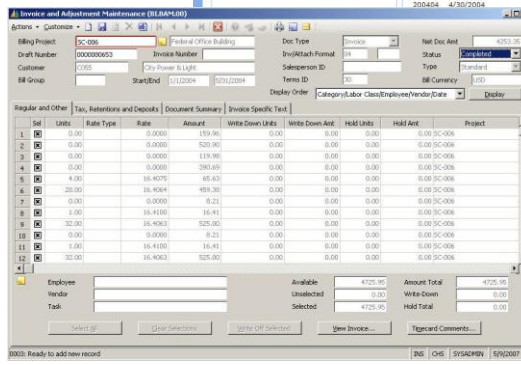 200404 4/30/2004
Invoice and Adjustment Maintenance (BI.BAM.00)
Actions Customize
Billing Project SC-006 Federal Office Building Doc Type Invoice Net Doc Amt 4253.35
Draft Number 0000000653 Invoice Number Inv/Attach Format 04 Status Completed
Customer C055 City Power & Light Salesperson ID Type Standard
Bill Group Start/End 1/1/2004 5/31/2004 Terms ID 30 Bill Currency USD
Display Order Category/Labor Class/Employee/Vendor/Date Display
Regular and Other Tax, Retentions and Deposits Document Summary Invoice Specific Text
Sel Units Rate Type Rate Amount Write Down Units Write Down Amt Hold Units Hold Amt Project
1 0.00 0.0000 159.96 0.00 0.00 0.00 0.00 SC-006
2 0.00 0.0000 520.90 0.00 0.00 0.00 0.00 SC-006
3 0.00 0.0000 119.98 0.00 0.00 0.00 0.00 SC-006
4 0.00 0.0000 390.69 0.00 0.00 0.00 0.00 SC-006
5 4.00 16.4075 65.63 0.00 0.00 0.00 0.00 SC-006
6 28.00 16.4064 459.38 0.00 0.00 0.00 0.00 SC-006
7 0.00 0.0000 8.21 0.00 0.00 0.00 0.00 SC-006
8 1.00 16.4100 16.41 0.00 0.00 0.00 0.00 SC-006
9 32.00 16.4063 525.00 0.00 0.00 0.00 0.00 SC-006
10 0.00 0.0000 8.21 0.00 0.00 0.00 0.00 SC-006
11 1.00 16.4100 16.41 0.00 0.00 0.00 0.00 SC-006
12 32.00 16.4063 525.00 0.00 0.00 0.00 0.00 SC-006
Employee Available 4725.95 Amount Total 4725.95
Vendor Unselected 0.00 Write-Down 0.00
Task Selected 4725.95 Hold Total 0.00
Select All Clear Selections Write Off Selected View Invoice... Timecard Comments...
0003: Ready to add new record INS CHS SYSADMIN 5/9/2007